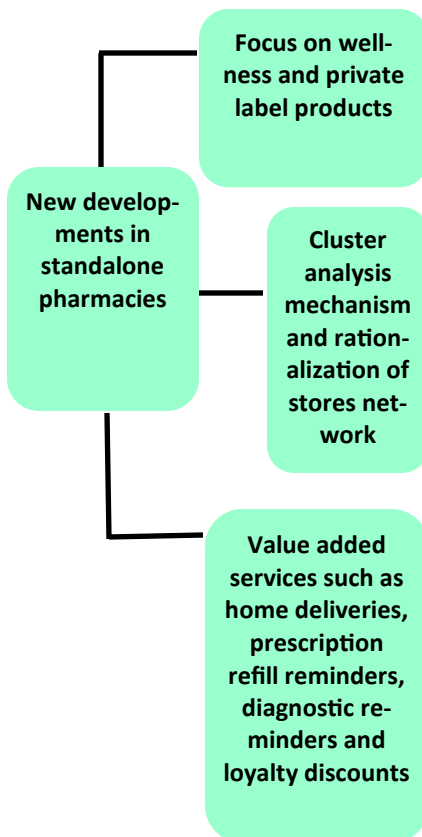 Focus on well-
ness and private
label products
New develop-
ments in
standalone
pharmacies
Cluster
analysis
mechanism
and ration-
alization of
stores net-
work
Value added
services such as
home deliveries,
prescription
refill reminders,
diagnostic re-
minders and
loyalty discounts